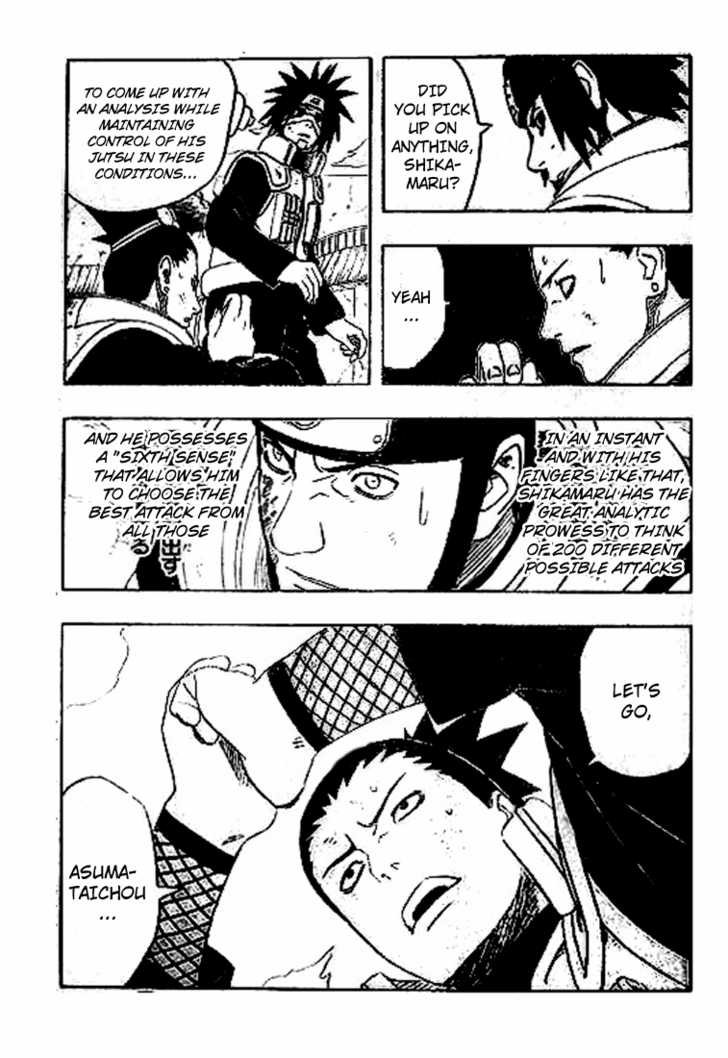 DID
YOU PICK
UP ON
ANYTHING,
SHIKA-
MARU?
YEAH
...
TO COME UP WITH
AN ANALYSIS WHILE
MAINTAINING
CONTROL OF HIS
JUTSU IN THESE
CONDITIONS...
IN AN INSTANT
AND WITH HIS
FINGERS LIKE THAT,
SHIKAMARU HAS THE
GREAT ANALYTIC
PROWESS TO THINK
OF 200 DIFFERENT
POSSIBLE ATTACKS
AND HE POSSESSES
A "SIXTH SENSE"
THAT ALLOWS HIM
TO CHOOSE THE
BEST ATTACK FROM
ALL THOSE
出す
る
LET'S
GO,
ASUMA-
TAICHOU
...